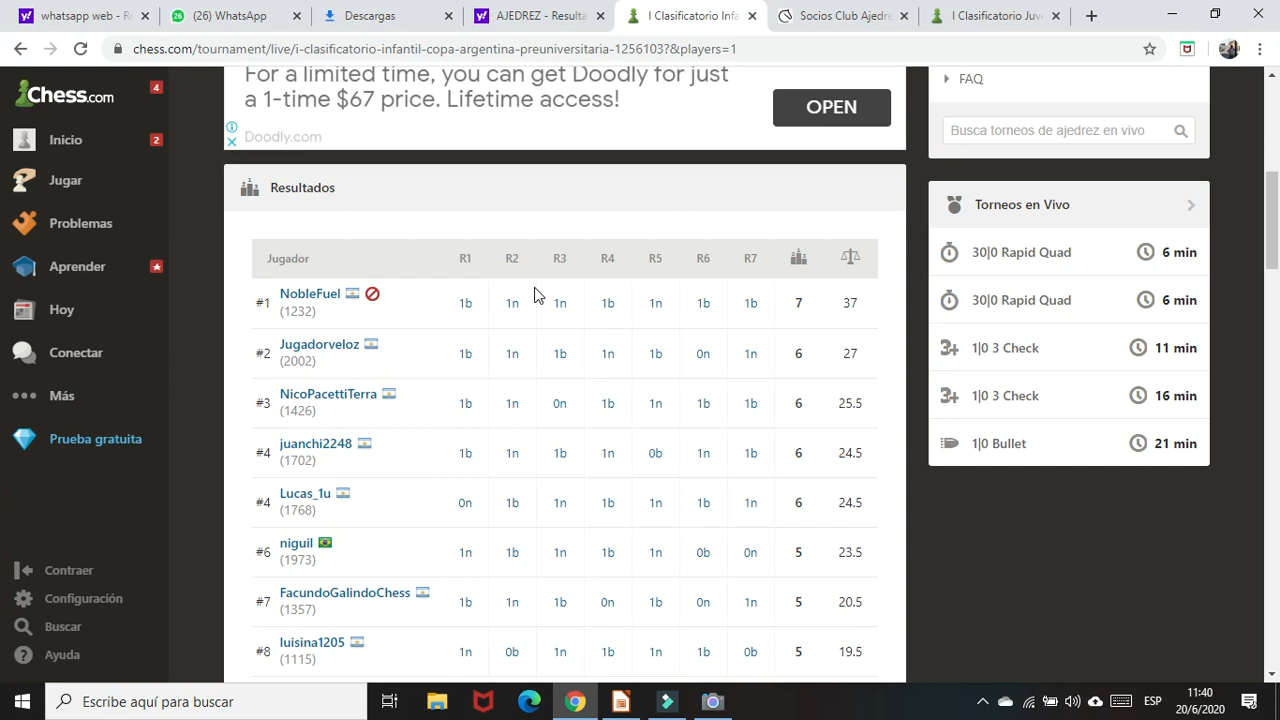 whatsapp web - R
(26) WhatsApp
Descargas
AJEDREZ - Resulta
I Clasificatorio Infa
Socios Club Ajedr
I Clasificatorio Juv
chess.com/tournament/live/i-clasificatorio-infantil-copa-argentina-preuniversitaria-1256103?&players=1
Chess.com
4
Inicio
2
Jugar
Problemas
Aprender
Hoy
Conectar
Más
Prueba gratuita
Contraer
Configuración
Buscar
Ayuda
For a limited time, you can get Doodly for just
a 1-time $67 price. Lifetime access!
Doodly.com
OPEN
Resultados
Jugador R1 R2 R3 R4 R5 R6 R7
#1 NobleFuel (1232) 1b 1n 1n 1b 1n 1b 1b 7 37
#2 Jugadorveloz (2002) 1b 1n 1b 1n 1b 0n 1n 6 27
#3 NicoPacettiTerra (1426) 1b 1n 0n 1b 1n 1b 1b 6 25.5
#4 juanchi2248 (1702) 1b 1n 1b 1n 0b 1n 1b 6 24.5
#4 Lucas_1u (1768) 0n 1b 1n 1b 1n 1b 1n 6 24.5
#6 niguil (1973) 1n 1b 1n 1b 1n 0b 0n 5 23.5
#7 FacundoGalindoChess (1357) 1b 1n 1b 0n 1b 0n 1n 5 20.5
#8 luisina1205 (1115) 1n 0b 1n 1b 1n 1b 0b 5 19.5
FAQ
Busca torneos de ajedrez en vivo
Torneos en Vivo
30|0 Rapid Quad 6 min
30|0 Rapid Quad 6 min
3+ 1|0 3 Check 11 min
3+ 1|0 3 Check 16 min
1|0 Bullet 21 min
Escribe aquí para buscar
ESP
11:40
20/6/2020